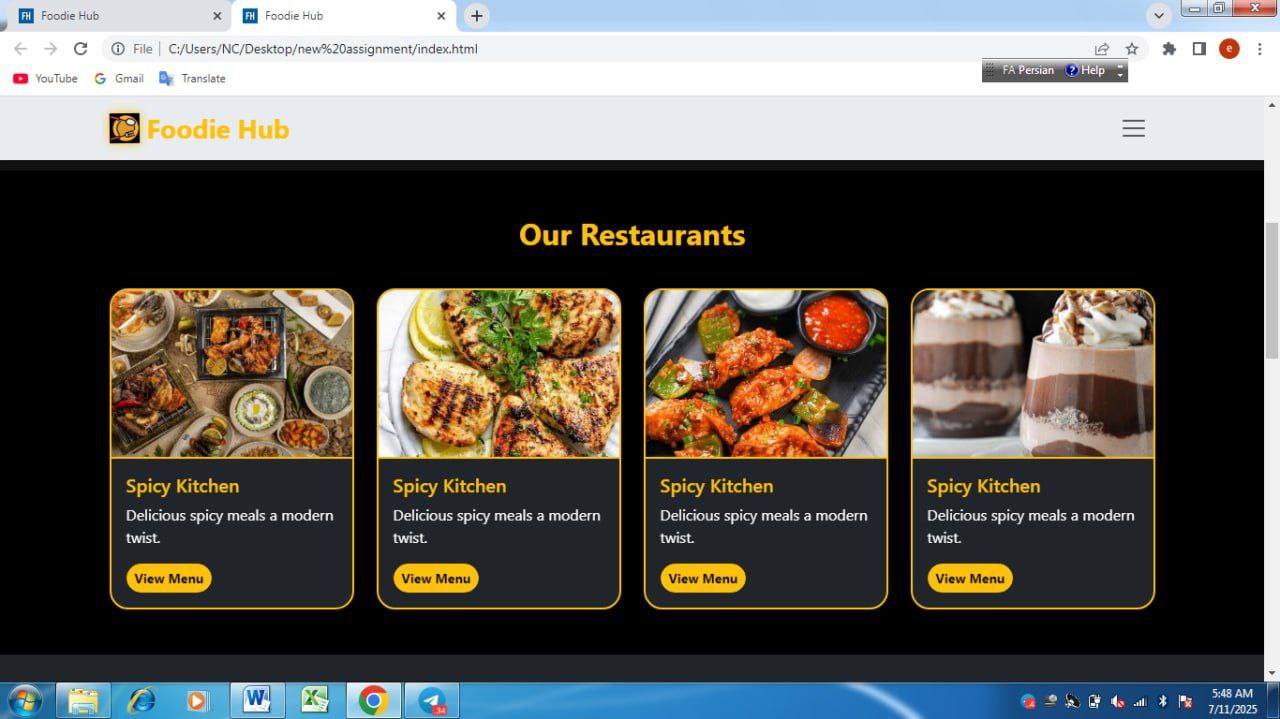 FH Foodie Hub
FH Foodie Hub
e
File
C:/Users/NC/Desktop/new%20assignment/index.html
YouTube
Gmail
Translate
FA Persian
Help
Foodie Hub
Our Restaurants
Spicy Kitchen
Delicious spicy meals a modern
twist.
View Menu
Spicy Kitchen
Delicious spicy meals a modern
twist.
View Menu
Spicy Kitchen
Delicious spicy meals a modern
twist.
View Menu
Spicy Kitchen
Delicious spicy meals a modern
twist.
View Menu
34
5:48 AM
7/11/2025